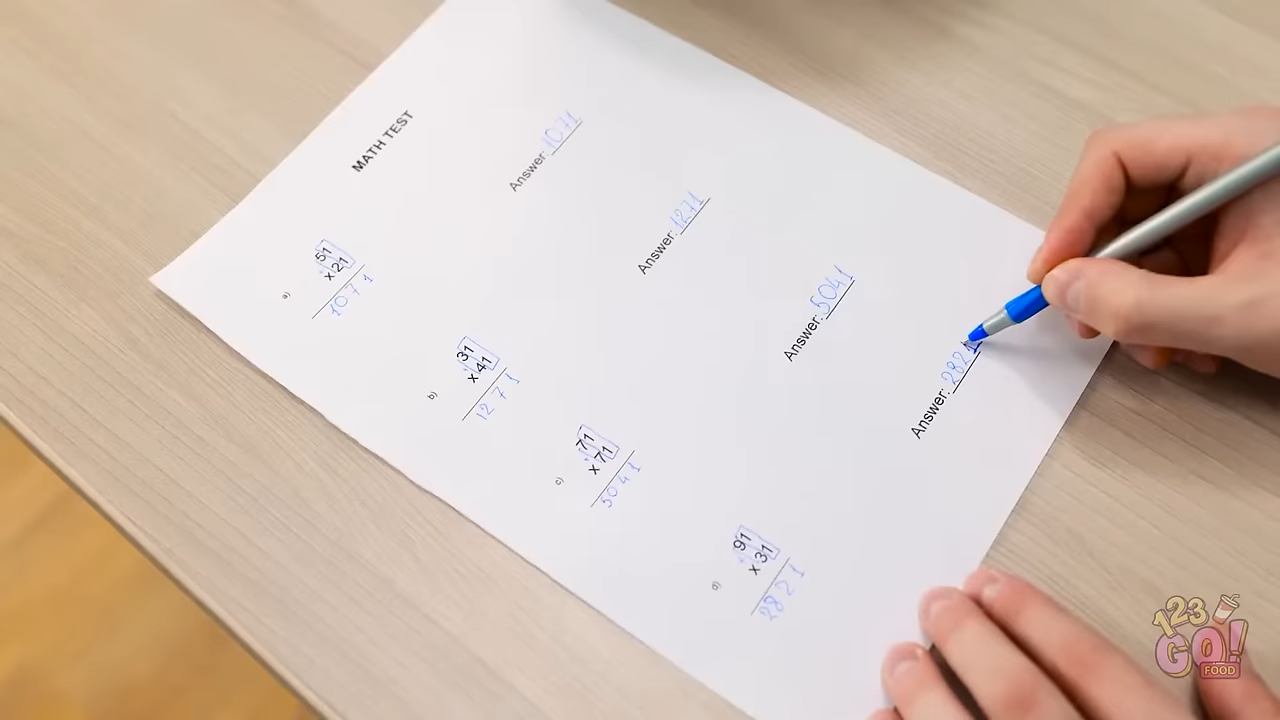 MATH TEST
a)
51
x 21
1071
Answer: 1071
b)
31
x 41
1271
Answer: 1271
c)
71
x 71
5041
Answer: 5041
d)
91
x 31
2821
Answer: 2821
123
GO!
FOOD